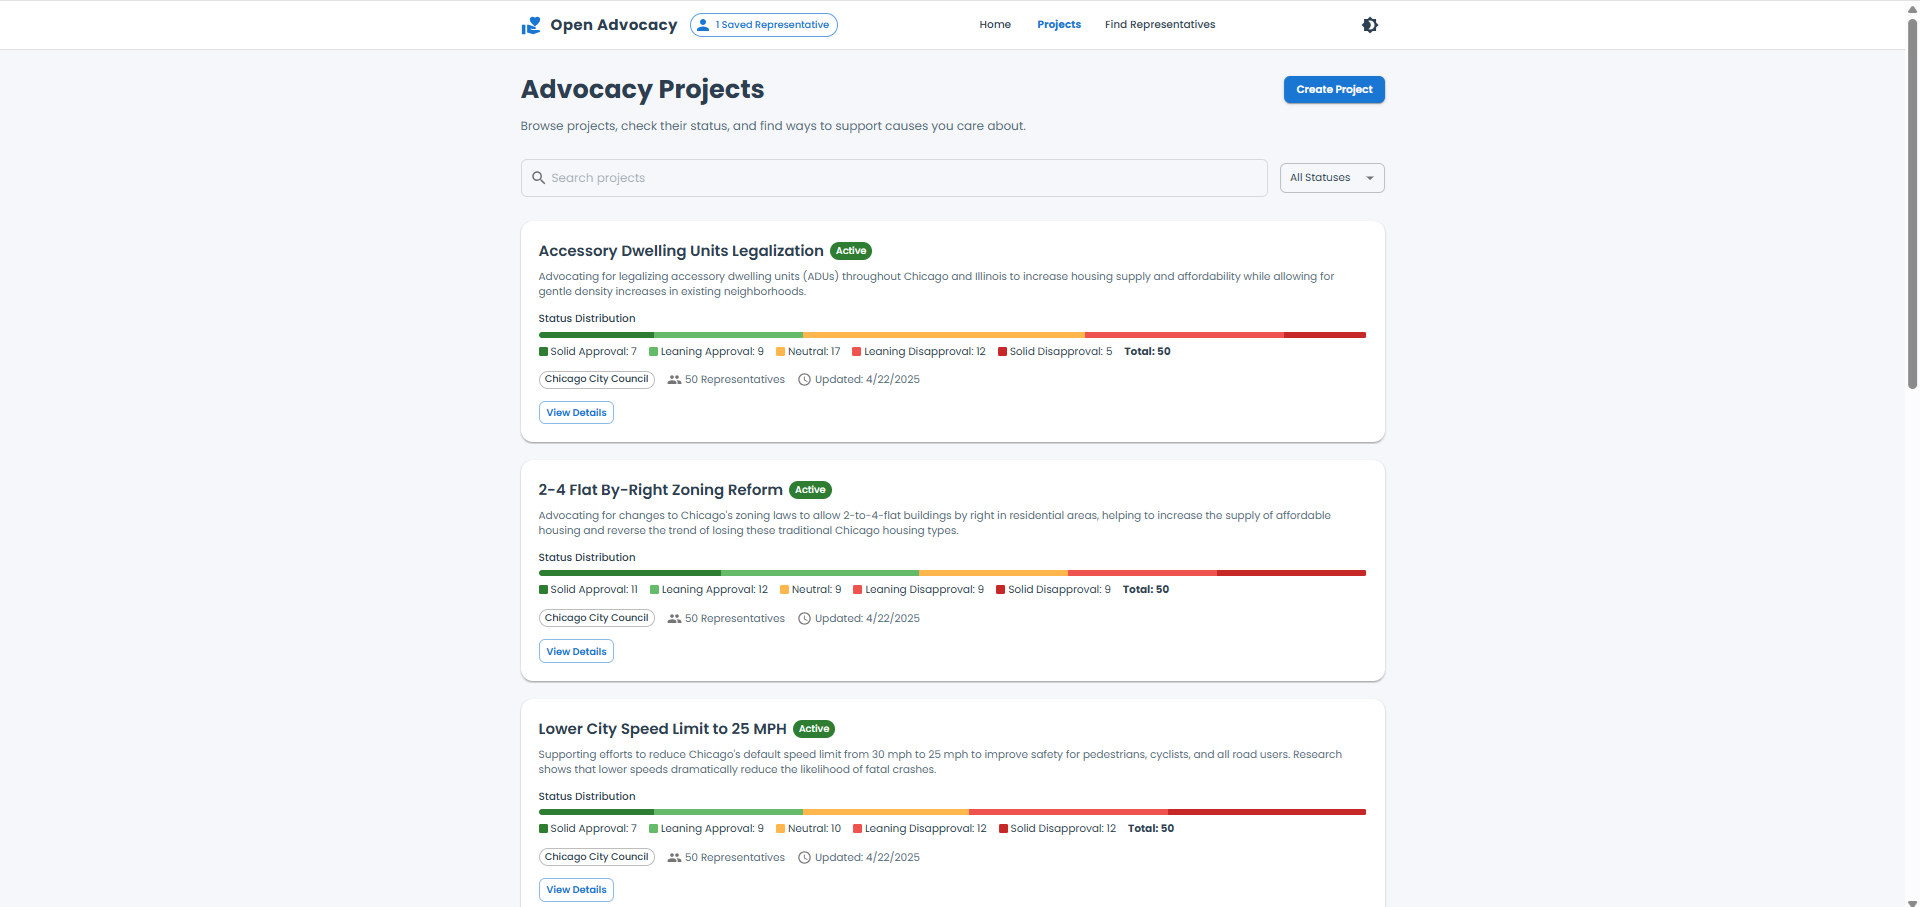 Open Advocacy
1 Saved Representative
Home
Projects
Find Representatives
Advocacy Projects
Create Project
Browse projects, check their status, and find ways to support causes you care about.
Search projects
All Statuses
Accessory Dwelling Units Legalization Active
Advocating for legalizing accessory dwelling units (ADUs) throughout Chicago and Illinois to increase housing supply and affordability while allowing for
gentle density increases in existing neighborhoods.
Status Distribution
Solid Approval: 7 Leaning Approval: 9 Neutral: 17 Leaning Disapproval: 12 Solid Disapproval: 5 Total: 50
Chicago City Council 50 Representatives Updated: 4/22/2025
View Details
2-4 Flat By-Right Zoning Reform Active
Advocating for changes to Chicago's zoning laws to allow 2-to-4-flat buildings by right in residential areas, helping to increase the supply of affordable
housing and reverse the trend of losing these traditional Chicago housing types.
Status Distribution
Solid Approval: 11 Leaning Approval: 12 Neutral: 9 Leaning Disapproval: 9 Solid Disapproval: 9 Total: 50
Chicago City Council 50 Representatives Updated: 4/22/2025
View Details
Lower City Speed Limit to 25 MPH Active
Supporting efforts to reduce Chicago's default speed limit from 30 mph to 25 mph to improve safety for pedestrians, cyclists, and all road users. Research
shows that lower speeds dramatically reduce the likelihood of fatal crashes.
Status Distribution
Solid Approval: 7 Leaning Approval: 9 Neutral: 10 Leaning Disapproval: 12 Solid Disapproval: 12 Total: 50
Chicago City Council 50 Representatives Updated: 4/22/2025
View Details